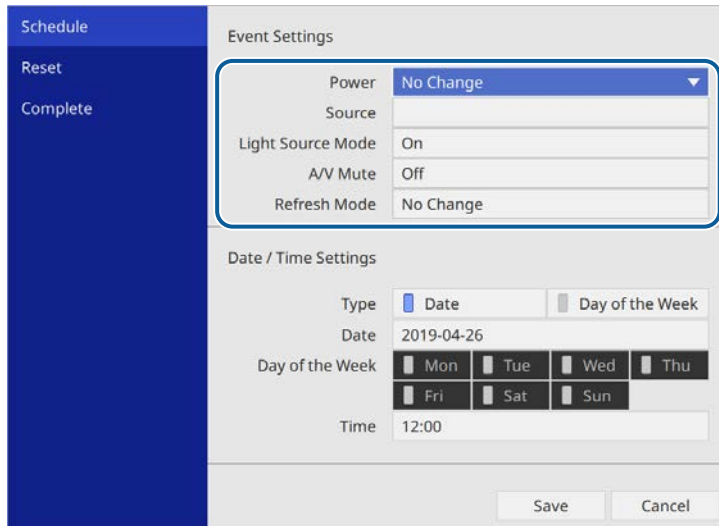 Schedule
Reset
Complete
Event Settings
Power No Change
Source
Light Source Mode On
A/V Mute Off
Refresh Mode No Change
Date / Time Settings
Type Date Day of the Week
Date 2019-04-26
Day of the Week Mon Tue Wed Thu
Fri Sat Sun
Time 12:00
Save Cancel